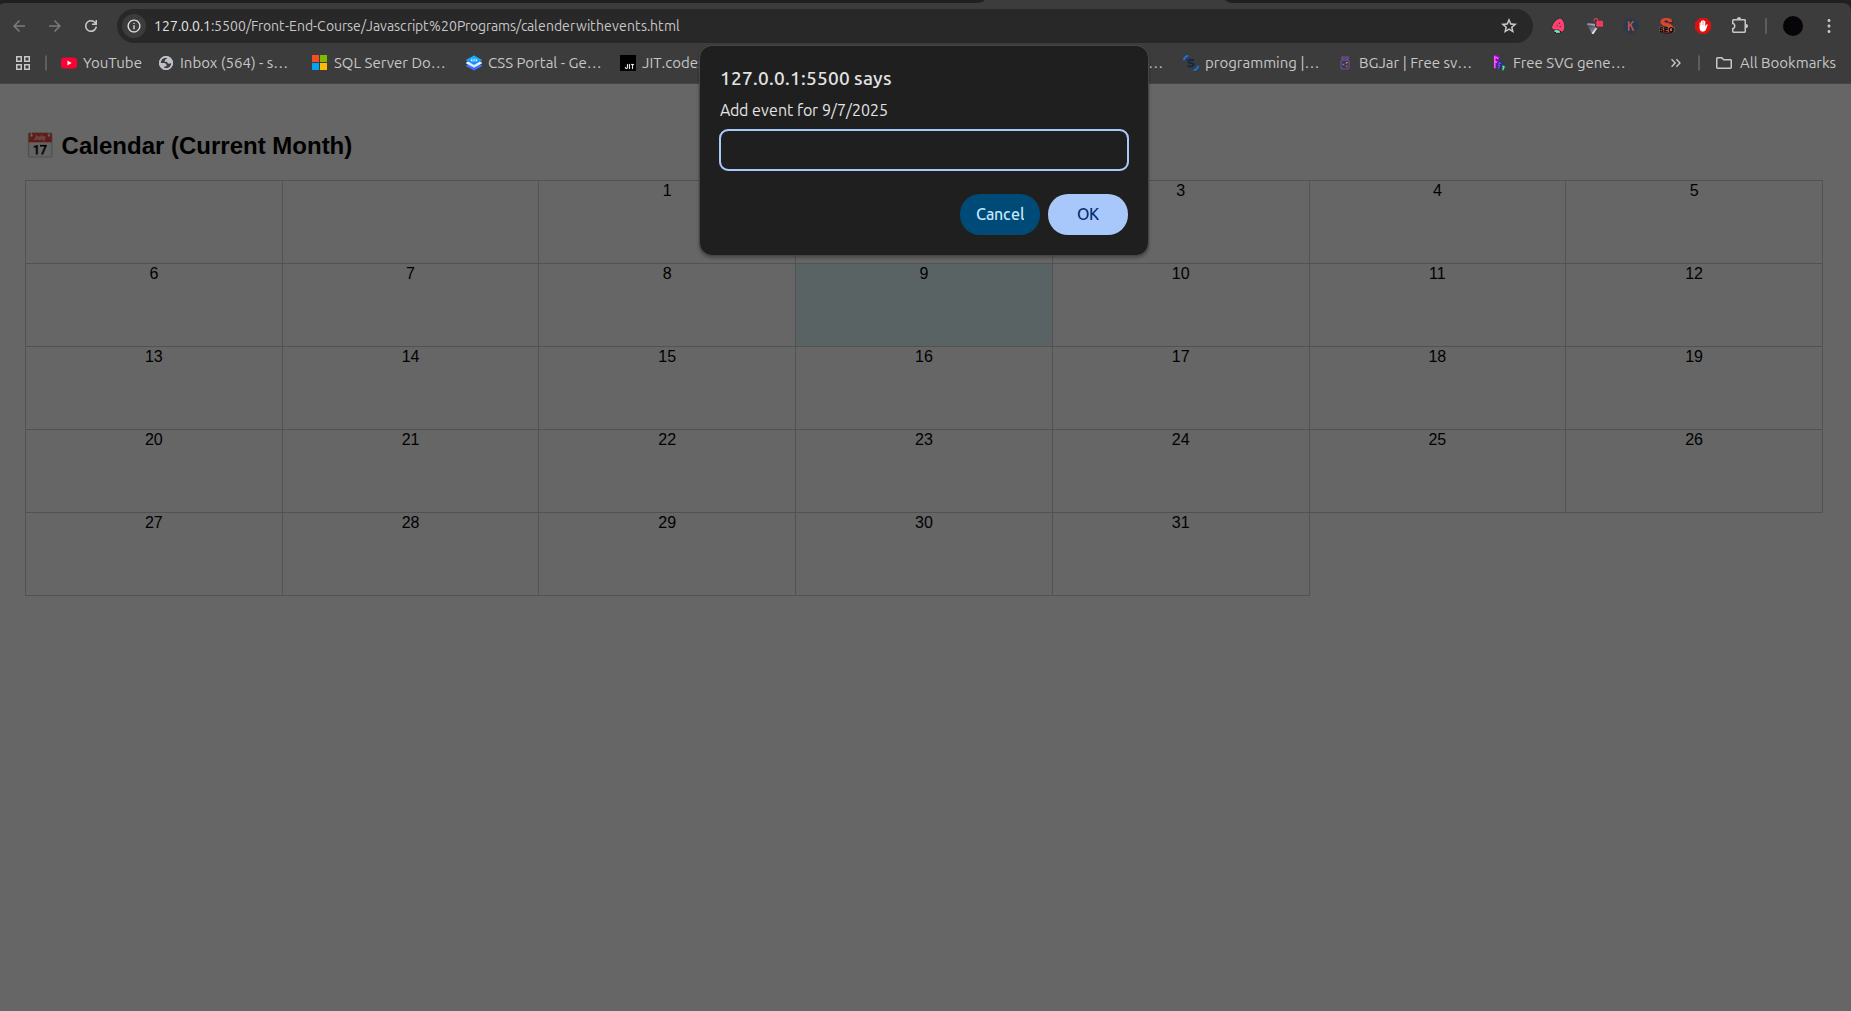 127.0.0.1:5500/Front-End-Course/Javascript%20Programs/calenderwithevents.html
YouTube Inbox (564) - s... SQL Server Do... CSS Portal - Ge... JIT.code ... programming |... BGJar | Free sv... Free SVG gene... » All Bookmarks
127.0.0.1:5500 says
Add event for 9/7/2025
Cancel OK
Calendar (Current Month)
1 3 4 5
6 7 8 9 10 11 12
13 14 15 16 17 18 19
20 21 22 23 24 25 26
27 28 29 30 31